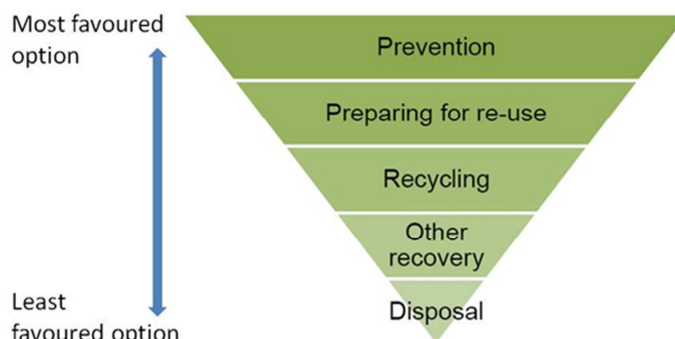 Most favoured
option
Prevention
Preparing for re-use
Recycling
Other
recovery
Disposal
Least
favoured option